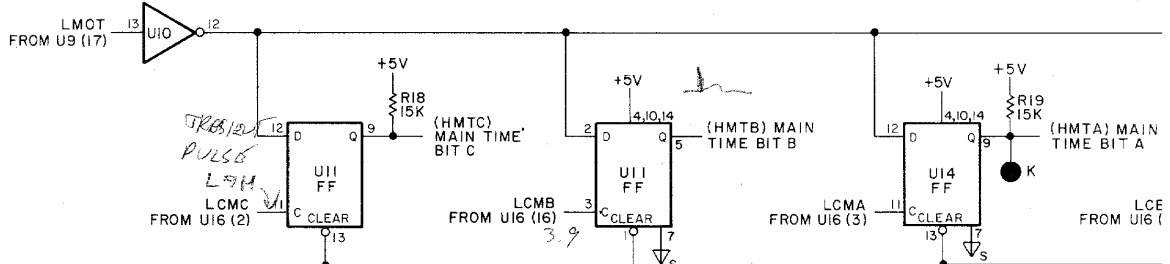 LMOT
FROM U9 (17)
13
U10
12
+5V
R18
15K
12
D
Q
9
(HMTC)
MAIN TIME
BIT C
U11
FF
LCMC
FROM U16 (2)
11
C
CLEAR
13
PULSE
+5V
4,10,14
2
D
Q
5
(HMTB) MAIN
TIME BIT B
U11
FF
LCMB
FROM U16 (16)
3
C
CLEAR
3.9
1
7
S
+5V
4,10,14
+5V
R19
15K
12
D
Q
9
(HMTA) MAIN
TIME BIT A
K
U14
FF
LCMA
FROM U16 (3)
11
C
CLEAR
13
7
S
LCE
FROM U16 (